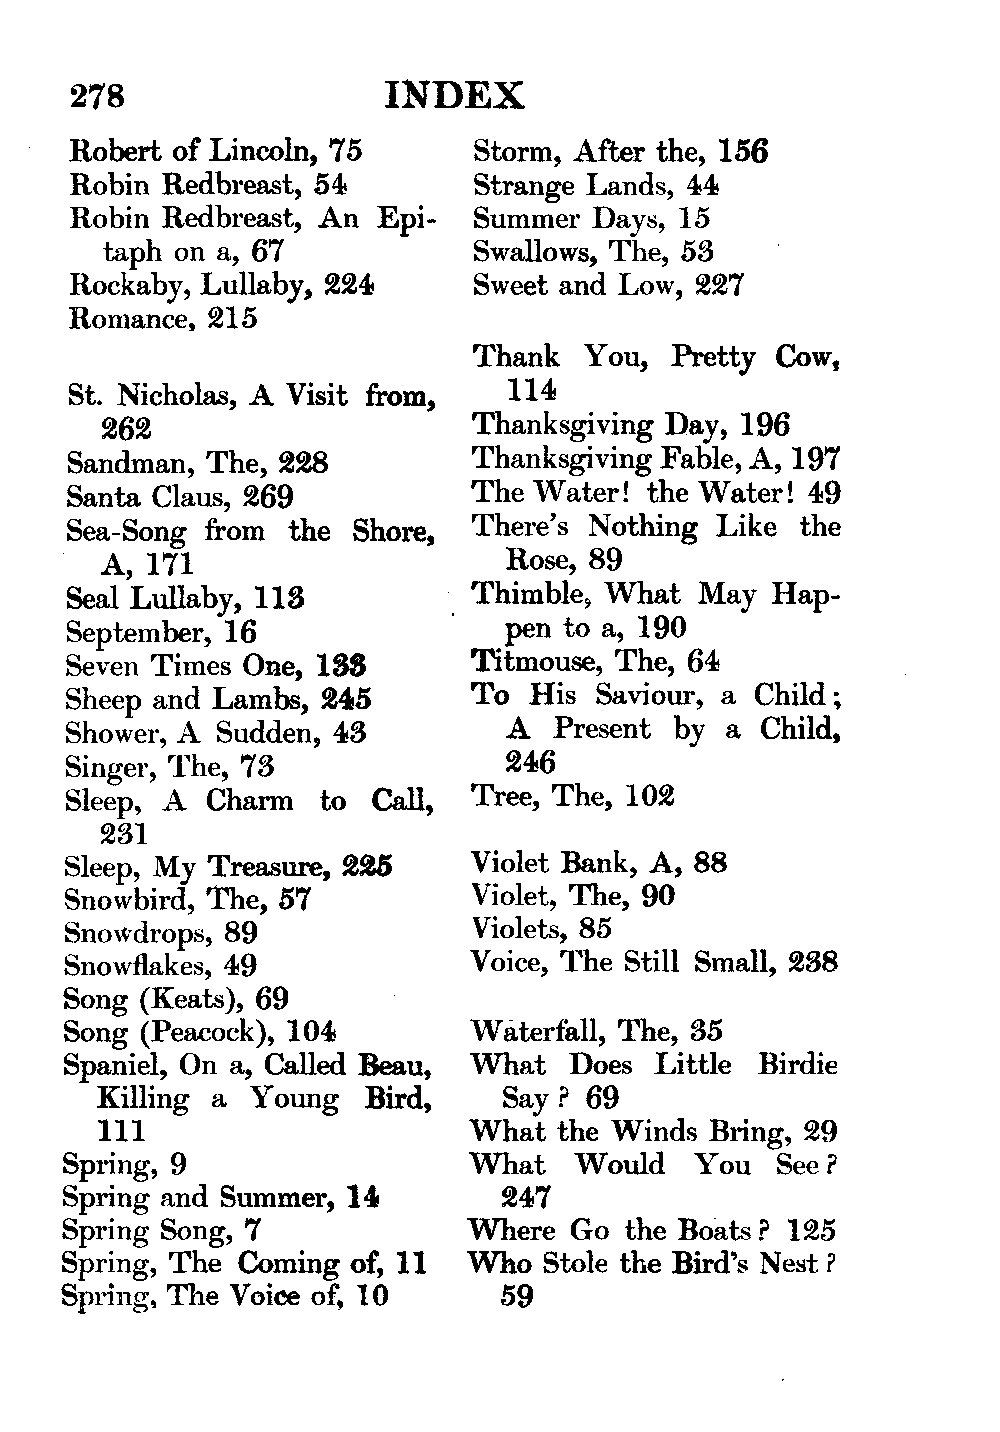 278 INDEX
Robert of Lincoln, 75
Robin Redbreast, 54
Robin Redbreast, An Epi-
taph on a, 67
Rockaby, Lullaby, 224
Romance, 215
St. Nicholas, A Visit from,
262
Sandman, The, 228
Santa Claus, 269
Sea-Song from the Shore,
A, 171
Seal Lullaby, 113
September, 16
Seven Times One, 133
Sheep and Lambs, 245
Shower, A Sudden, 43
Singer, The, 73
Sleep, A Charm to Call,
231
Sleep, My Treasure, 225
Snowbird, The, 57
Snowdrops, 89
Snowflakes, 49
Song (Keats), 69
Song (Peacock), 104
Spaniel, On a, Called Beau,
Killing a Young Bird,
111
Spring, 9
Spring and Summer, 14
Spring Song, 7
Spring, The Coming of, 11
Spring, The Voice of, 10
Storm, After the, 156
Strange Lands, 44
Summer Days, 15
Swallows, The, 53
Sweet and Low, 227
Thank You, Pretty Cow,
114
Thanksgiving Day, 196
Thanksgiving Fable, A, 197
The Water! the Water! 49
There's Nothing Like the
Rose, 89
Thimble, What May Hap-
pen to a, 190
Titmouse, The, 64
To His Saviour, a Child;
A Present by a Child,
246
Tree, The, 102
Violet Bank, A, 88
Violet, The, 90
Violets, 85
Voice, The Still Small, 238
Waterfall, The, 35
What Does Little Birdie
Say? 69
What the Winds Bring, 29
What Would You See?
247
Where Go the Boats? 125
Who Stole the Bird's Nest?
59